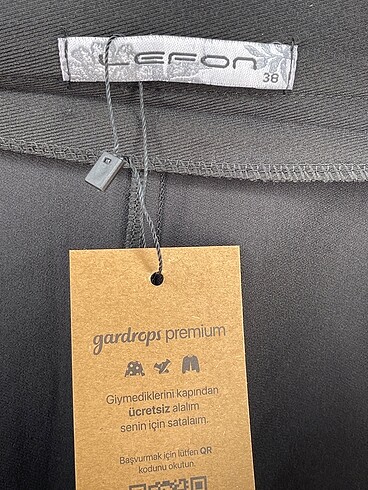 LEFON
38
gardrops premium
Giymediklerini kapından
ücretsiz alalım
senin için satalım.
Başvurmak için lütfen QR
kodunu okutun.